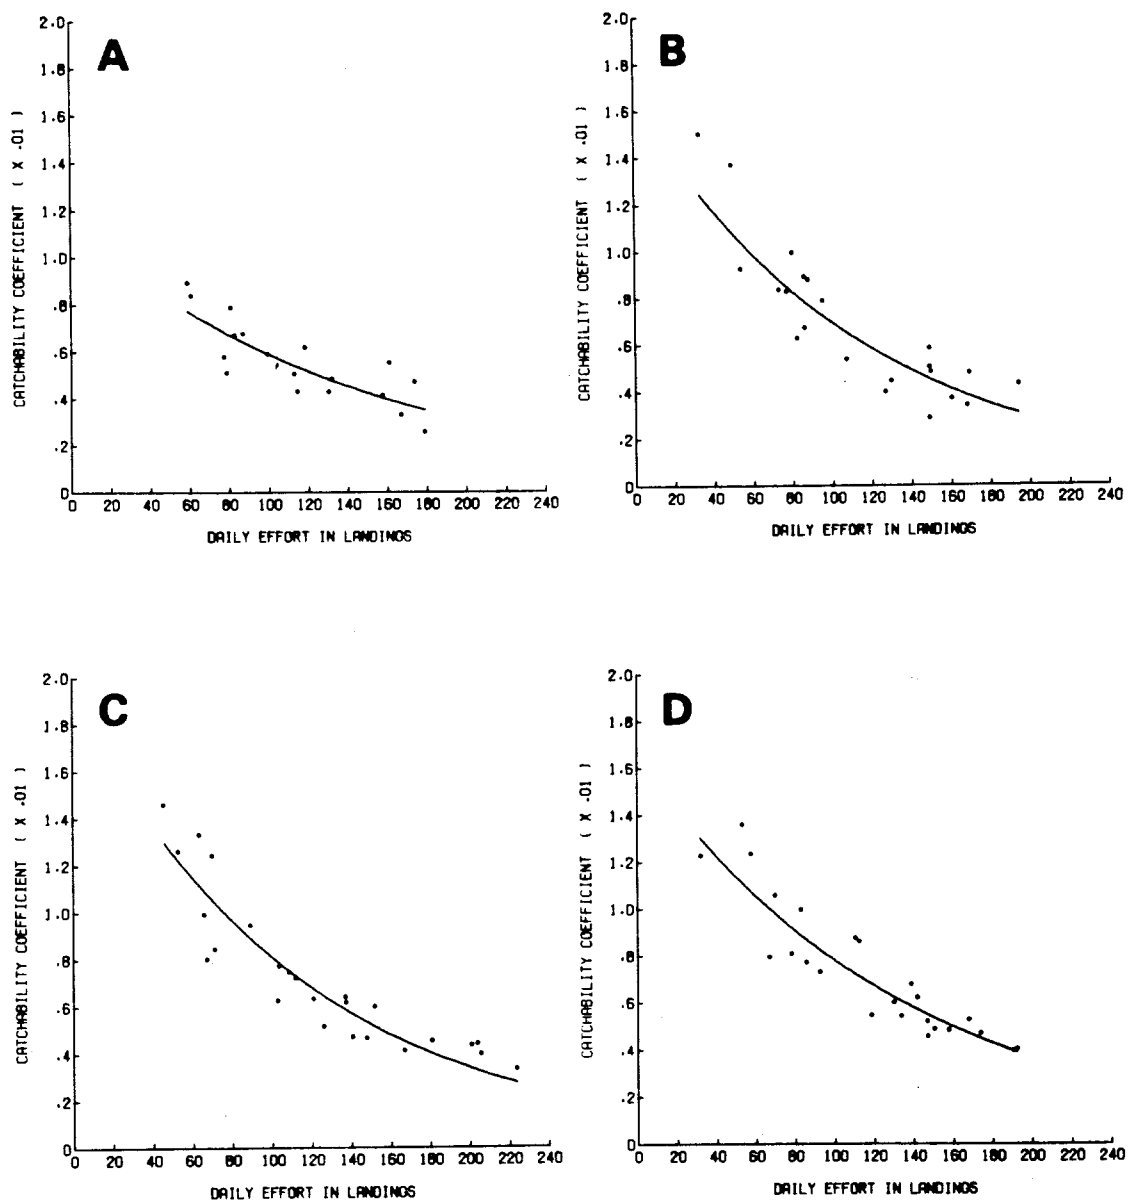 A
2.0
1.8
1.6
1.4
1.2
1.0
.8
.6
.4
.2
0
0 20 40 60 80 100 120 140 160 180 200 220 240
CATCHABILITY COEFFICIENT ( X .01 )
DAILY EFFORT IN LANDINGS
B
2.0
1.8
1.6
1.4
1.2
1.0
.8
.6
.4
.2
0
0 20 40 60 80 100 120 140 160 180 200 220 240
CATCHABILITY COEFFICIENT ( X .01 )
DAILY EFFORT IN LANDINGS
C
2.0
1.8
1.6
1.4
1.2
1.0
.8
.6
.4
.2
0
0 20 40 60 80 100 120 140 160 180 200 220 240
CATCHABILITY COEFFICIENT ( X .01 )
DAILY EFFORT IN LANDINGS
D
2.0
1.8
1.6
1.4
1.2
1.0
.8
.6
.4
.2
0
0 20 40 60 80 100 120 140 160 180 200 220 240
CATCHABILITY COEFFICIENT ( X .01 )
DAILY EFFORT IN LANDINGS